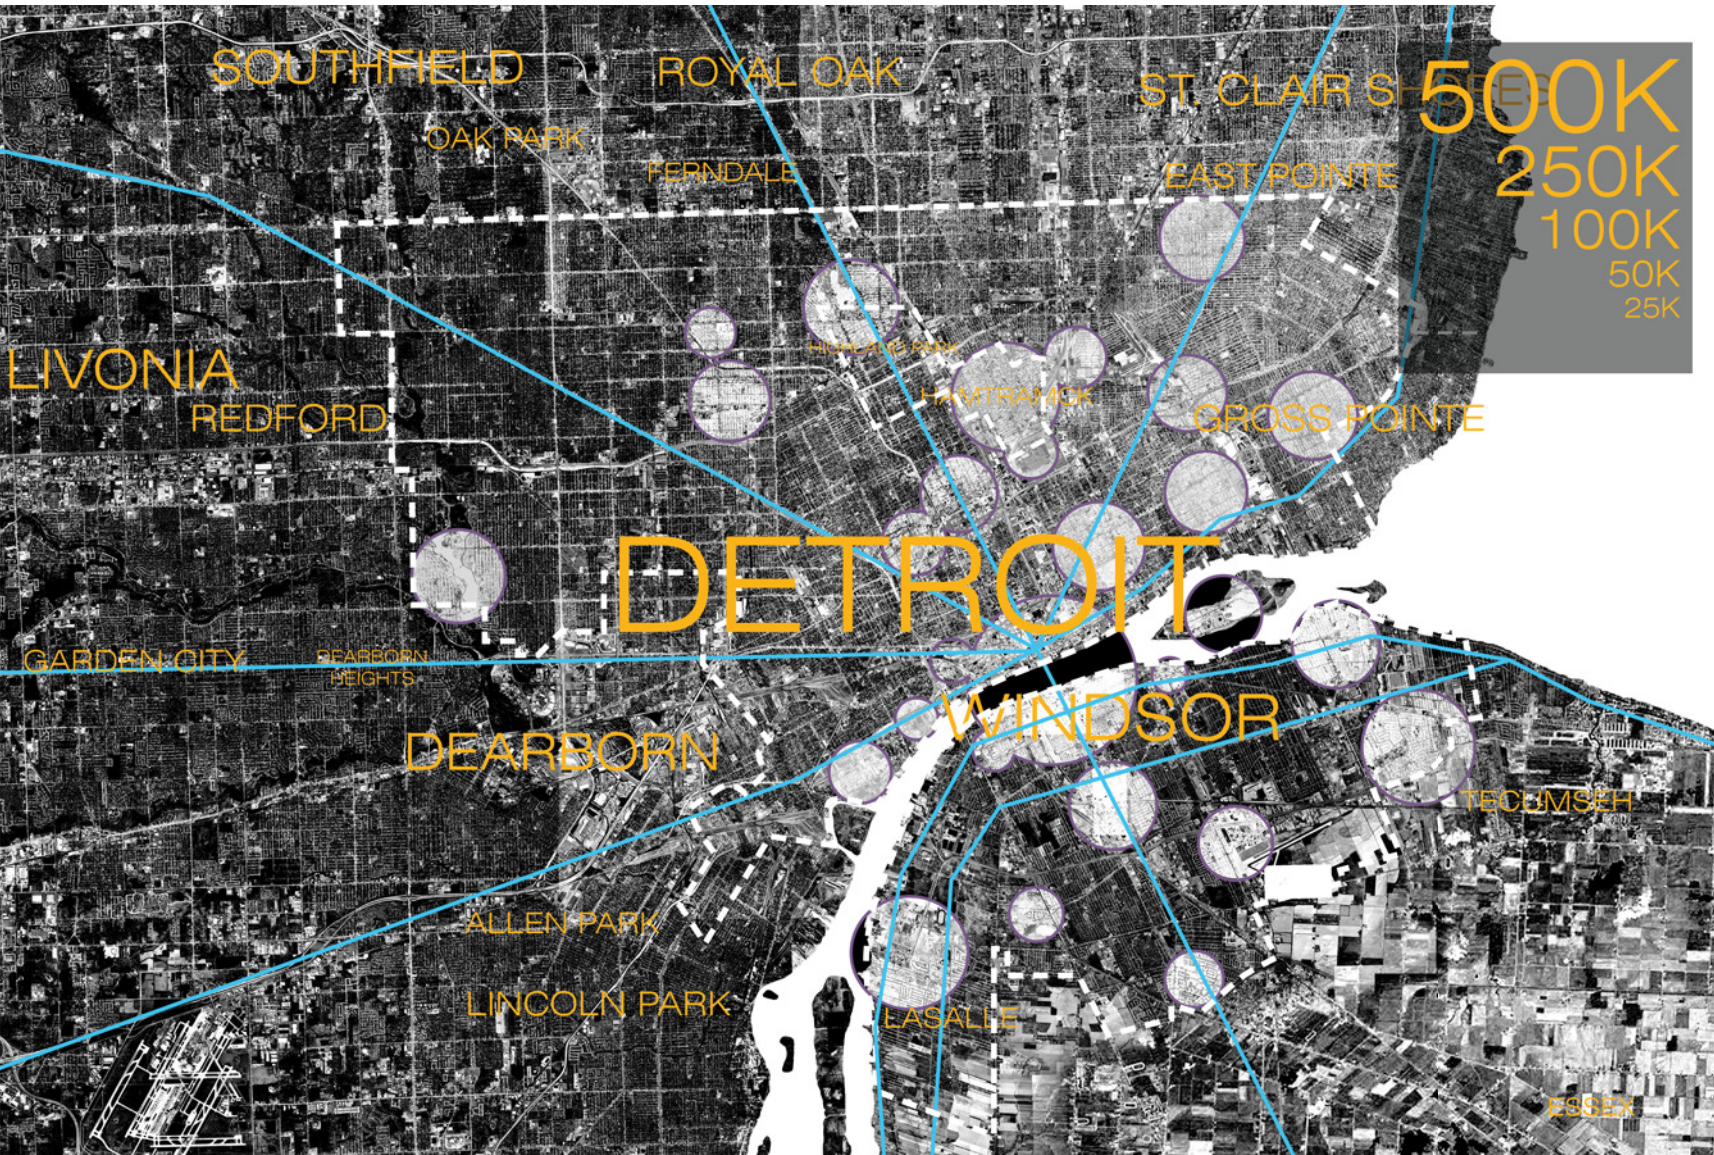 SOUTHFIELD
ROYAL OAK
ST. CLAIR SHORES
500K
OAK PARK
FERNDALE
EAST POINTE
250K
100K
50K
25K
HIGHLAND PARK
LIVONIA
HAMTRAMCK
REDFORD
GROSS POINTE
DETROIT
GARDEN CITY
DEARBORN
HEIGHTS
WINDSOR
DEARBORN
TECUMSEH
ALLEN PARK
LINCOLN PARK
LASALLE
ESSEX